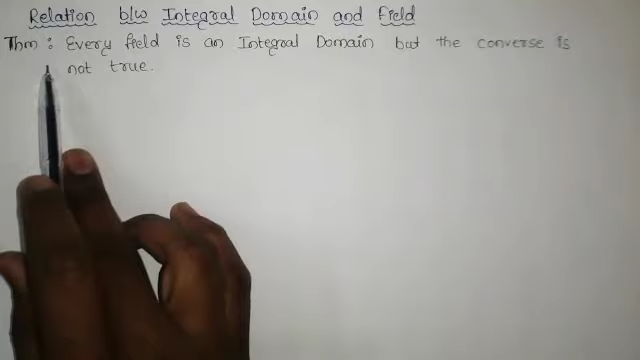 Relation b/w Integral Domain and Field
Thm : Every field is an Integral Domain but the converse is
not true.